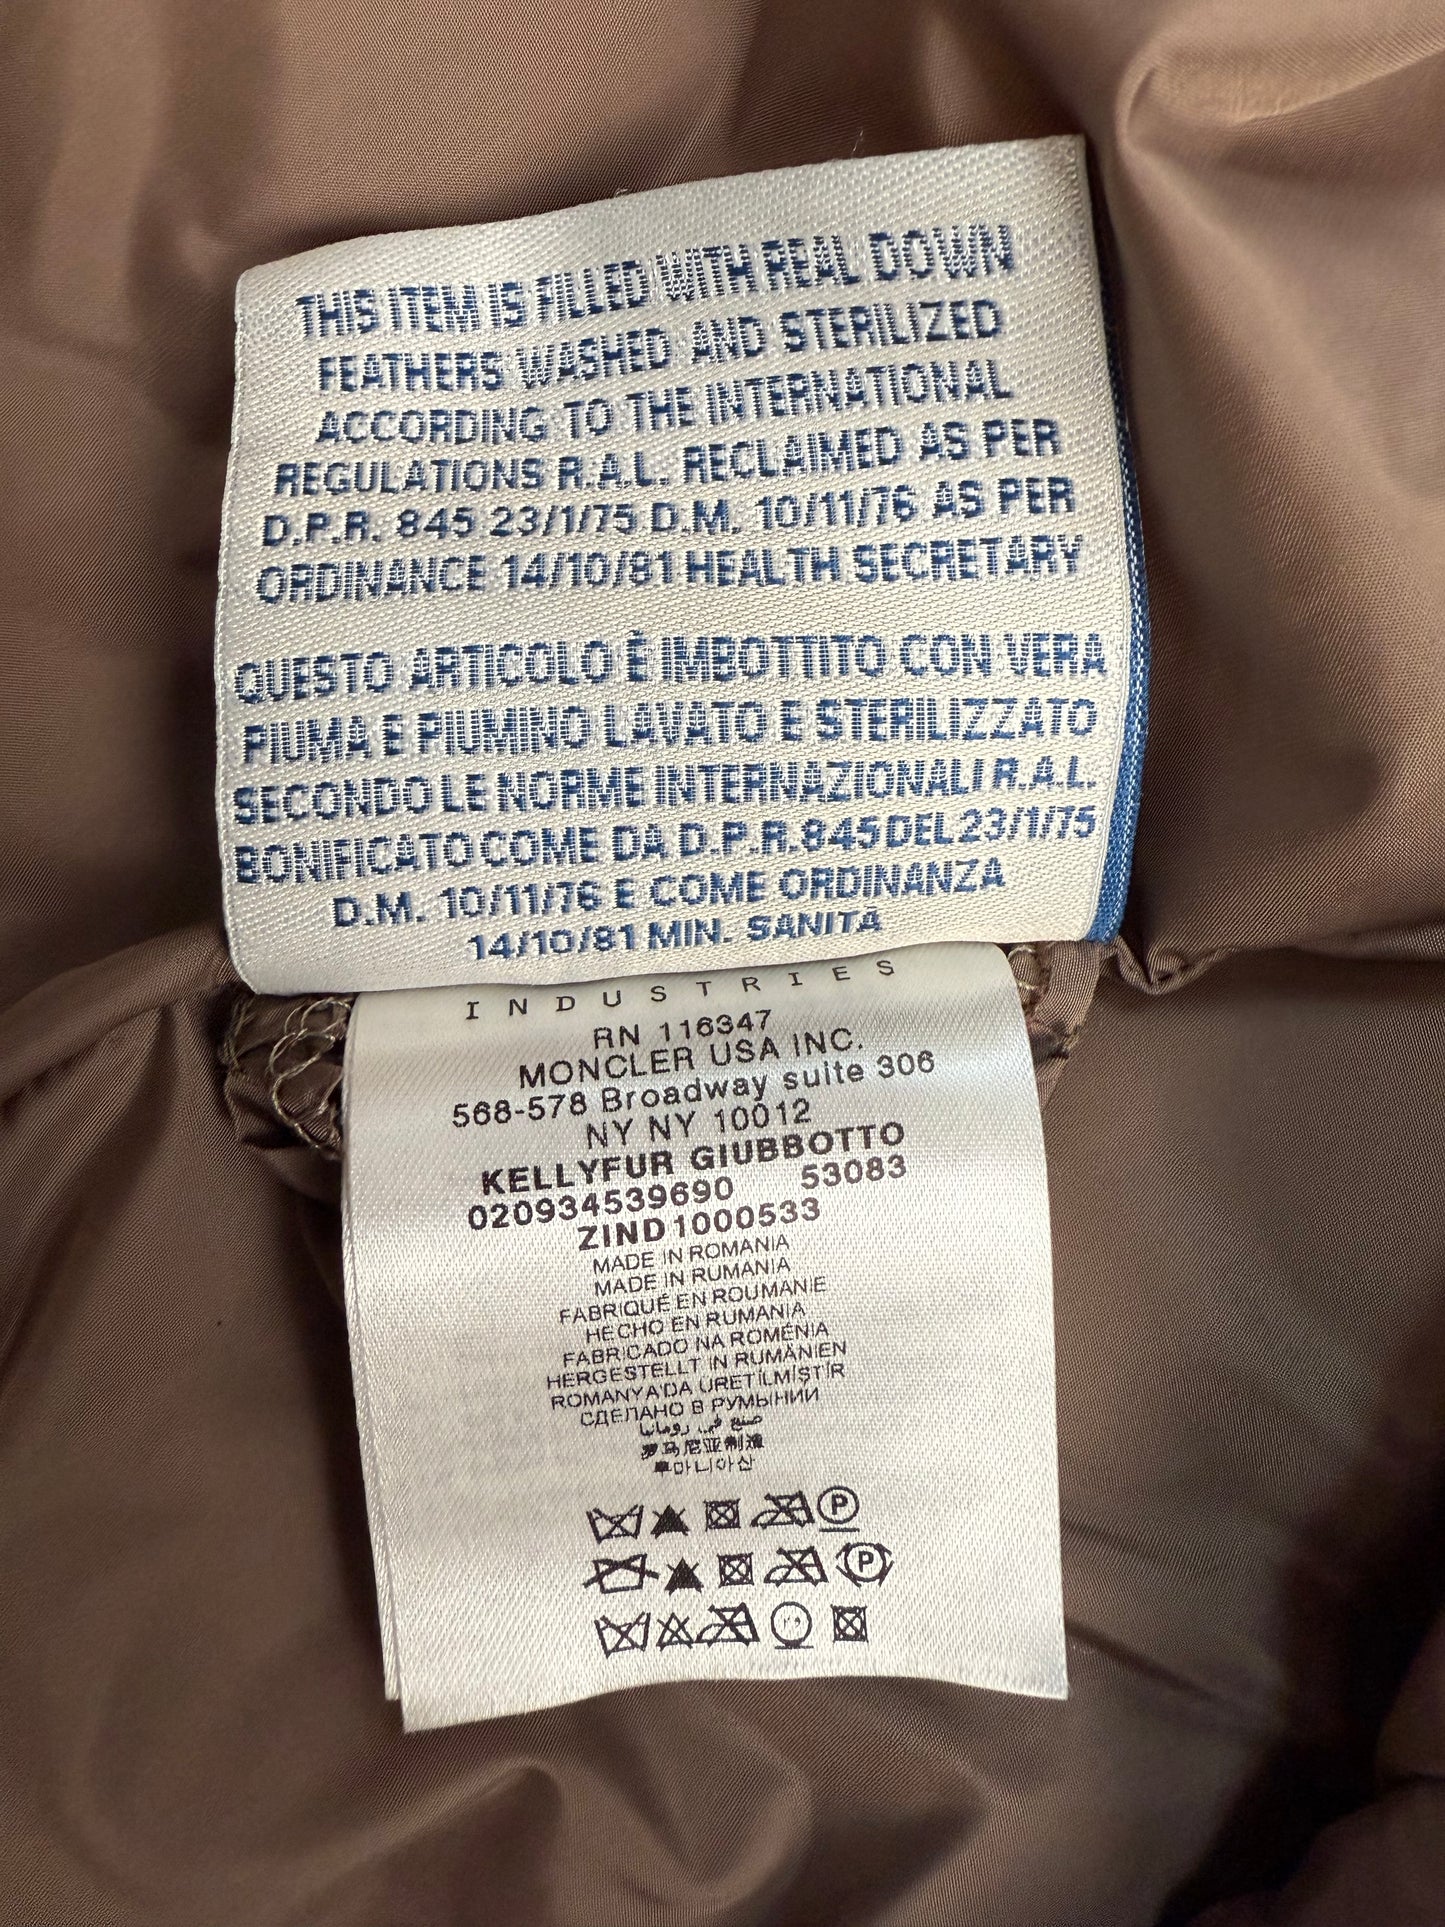 THIS ITEM IS FILLED WITH REAL DOWN
FEATHERS WASHED AND STERILIZED
ACCORDING TO THE INTERNATIONAL
REGULATIONS R.A.L. RECLAIMED AS PER
D.P.R. 845 23/1/75 D.M. 10/11/76 AS PER
ORDINANCE 14/10/81 HEALTH SECRETARY
QUESTO ARTICOLO È IMBOTTITO CON VERA
PIUMA E PIUMINO LAVATO E STERILIZZATO
SECONDO LE NORME INTERNAZIONALI R.A.L.
BONIFICATO COME DA D.P.R. 845 DEL 23/1/75
D.M. 10/11/76 E COME ORDINANZA
14/10/81 MIN. SANITÀ
INDUSTRIES
RN 116347
MONCLER USA INC.
568-578 Broadway suite 306
NY NY 10012
KELLYFUR GIUBBOTTO
020934539690 53083
ZIND1000533
MADE IN ROMANIA
MADE IN RUMANIA
FABRIQUÉ EN ROUMANIE
HECHO EN RUMANIA
FABRICADO NA ROMÉNIA
HERGESTELLT IN RUMÄNIEN
ROMANYA'DA ÜRETİLMİŞTİR
СДЕЛАНО В РУМЫНИИ
صنع في رومانيا
罗马尼亚制造
루마니아산
P
P